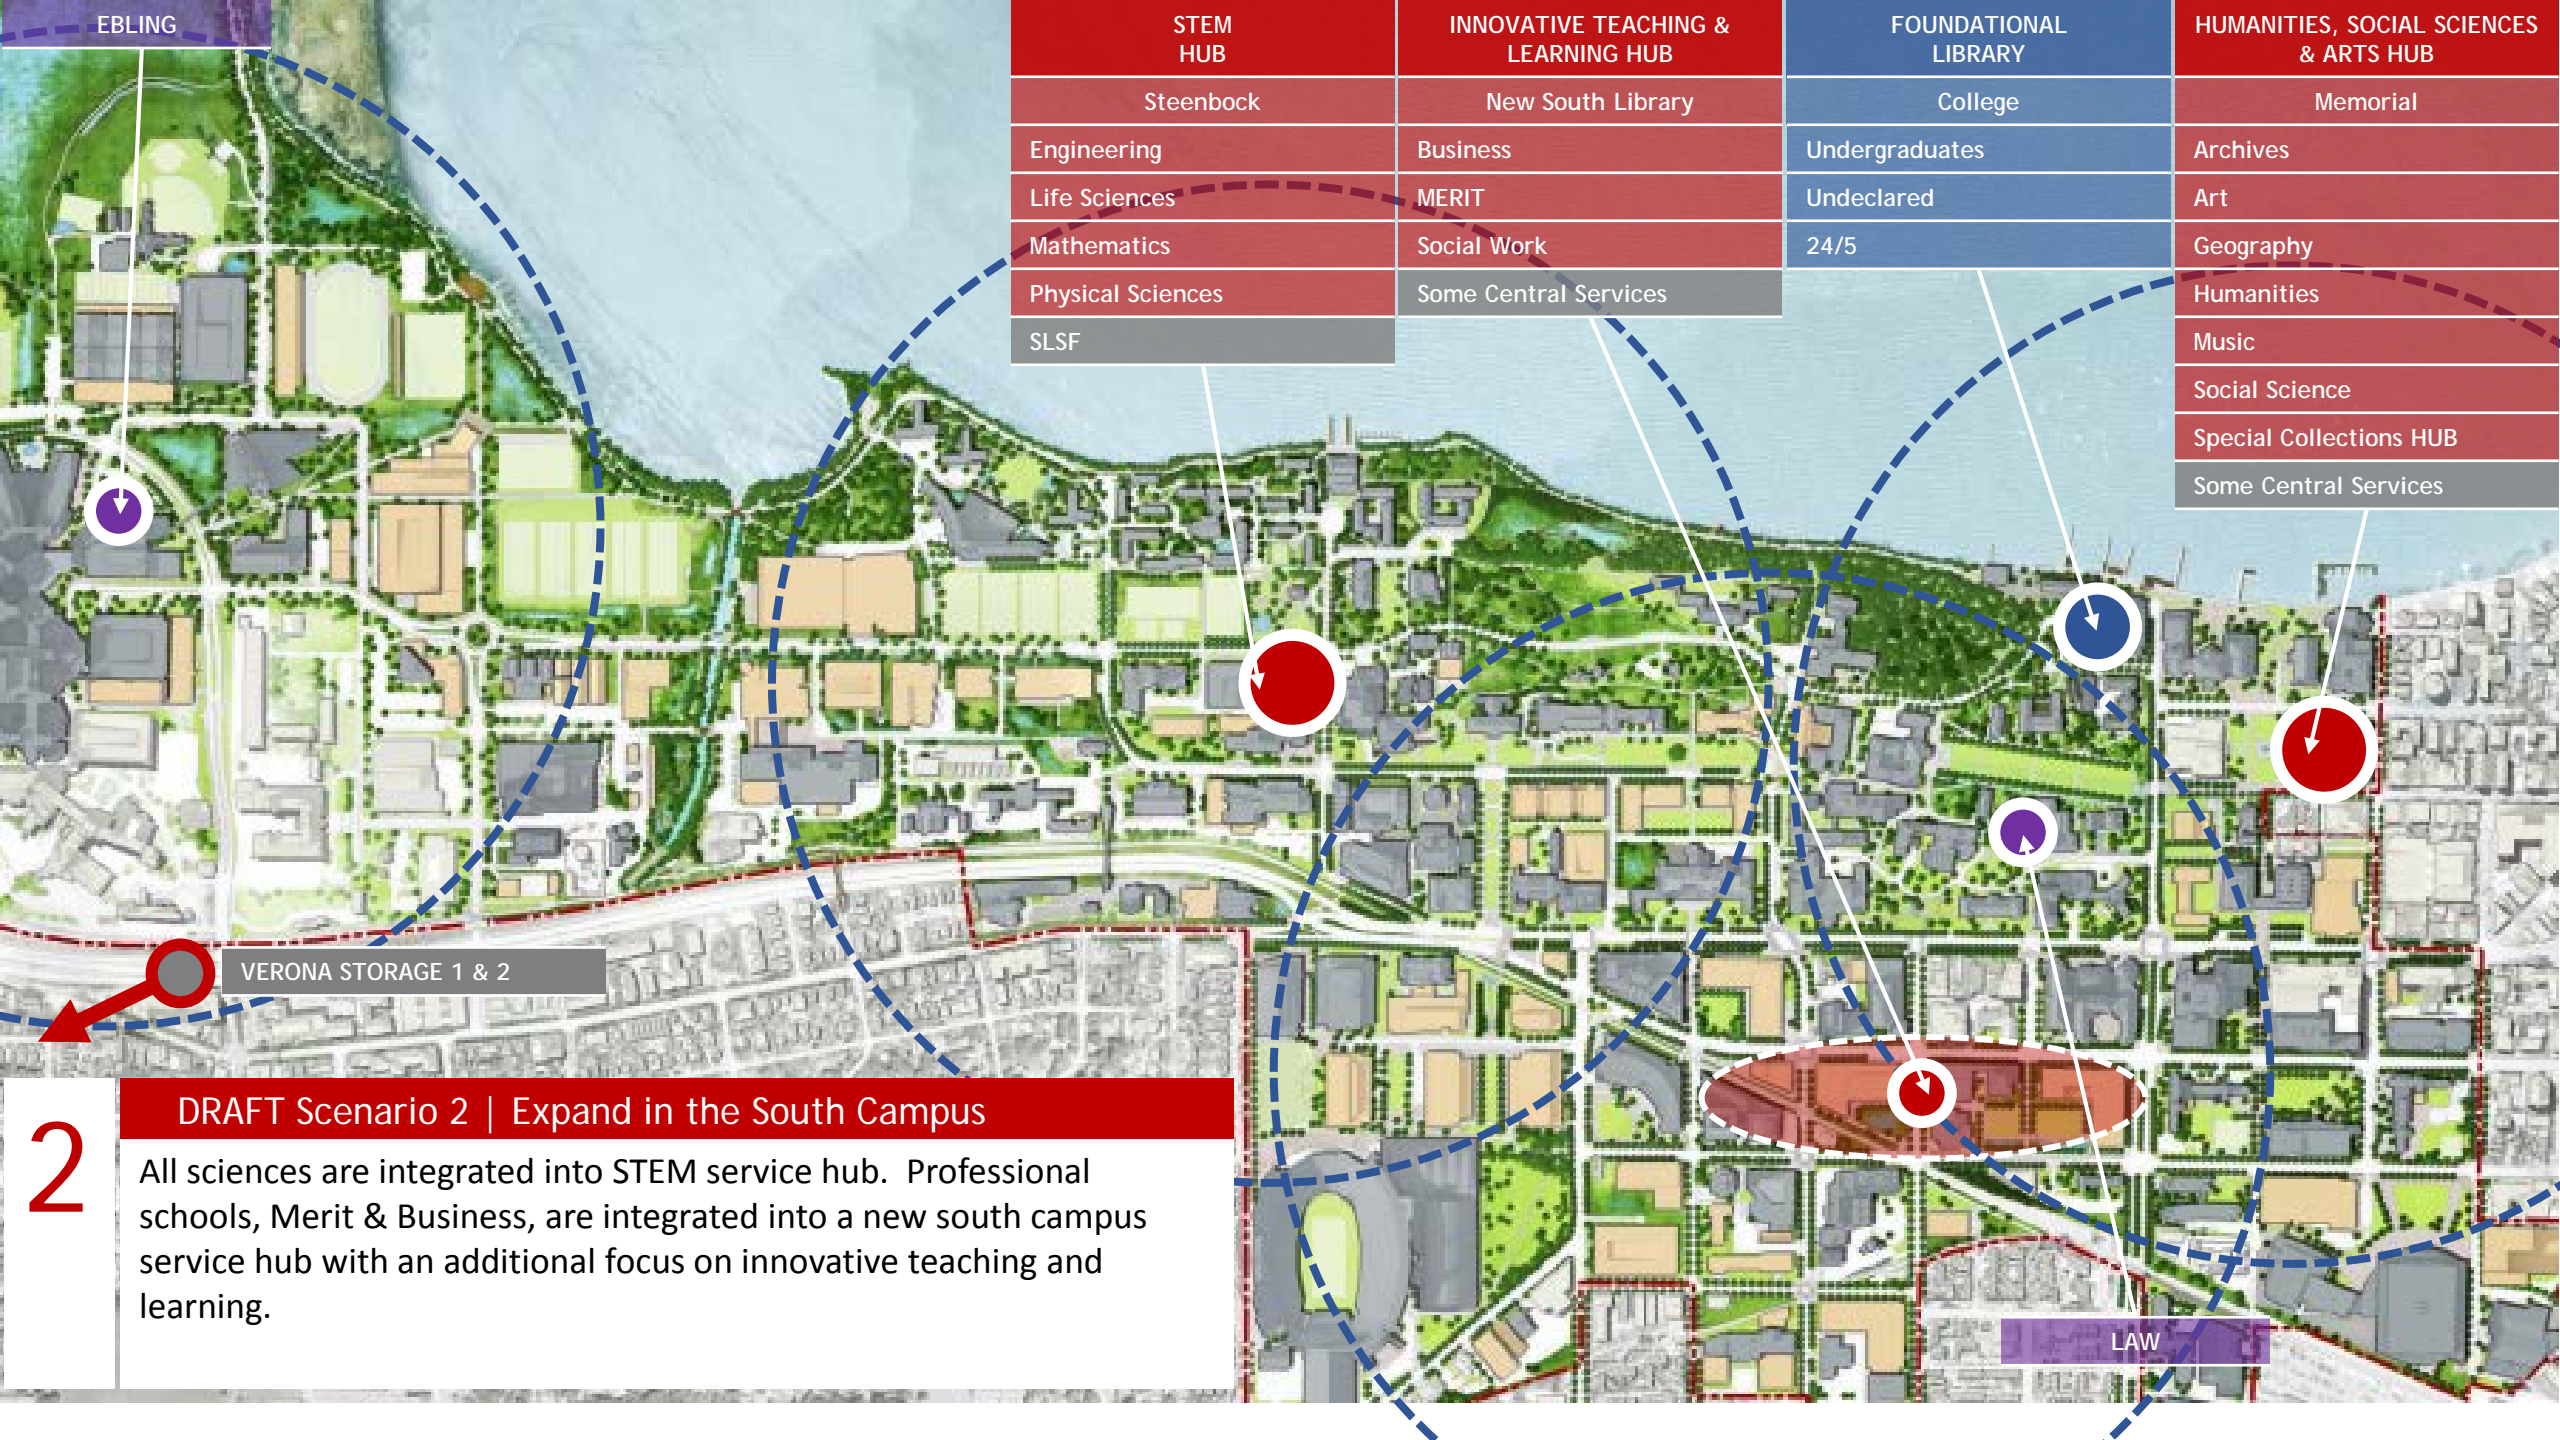 EBLING
STEM
HUB
Steenbock
Engineering
Life Sciences
Mathematics
Physical Sciences
SLSF
INNOVATIVE TEACHING &
LEARNING HUB
New South Library
Business
MERIT
Social Work
Some Central Services
FOUNDATIONAL
LIBRARY
College
Undergraduates
Undeclared
24/5
HUMANITIES, SOCIAL SCIENCES
& ARTS HUB
Memorial
Archives
Art
Geography
Humanities
Music
Social Science
Special Collections HUB
Some Central Services
VERONA STORAGE 1 & 2
2
DRAFT Scenario 2 | Expand in the South Campus
All sciences are integrated into STEM service hub.  Professional
schools, Merit & Business, are integrated into a new south campus
service hub with an additional focus on innovative teaching and
learning.
LAW